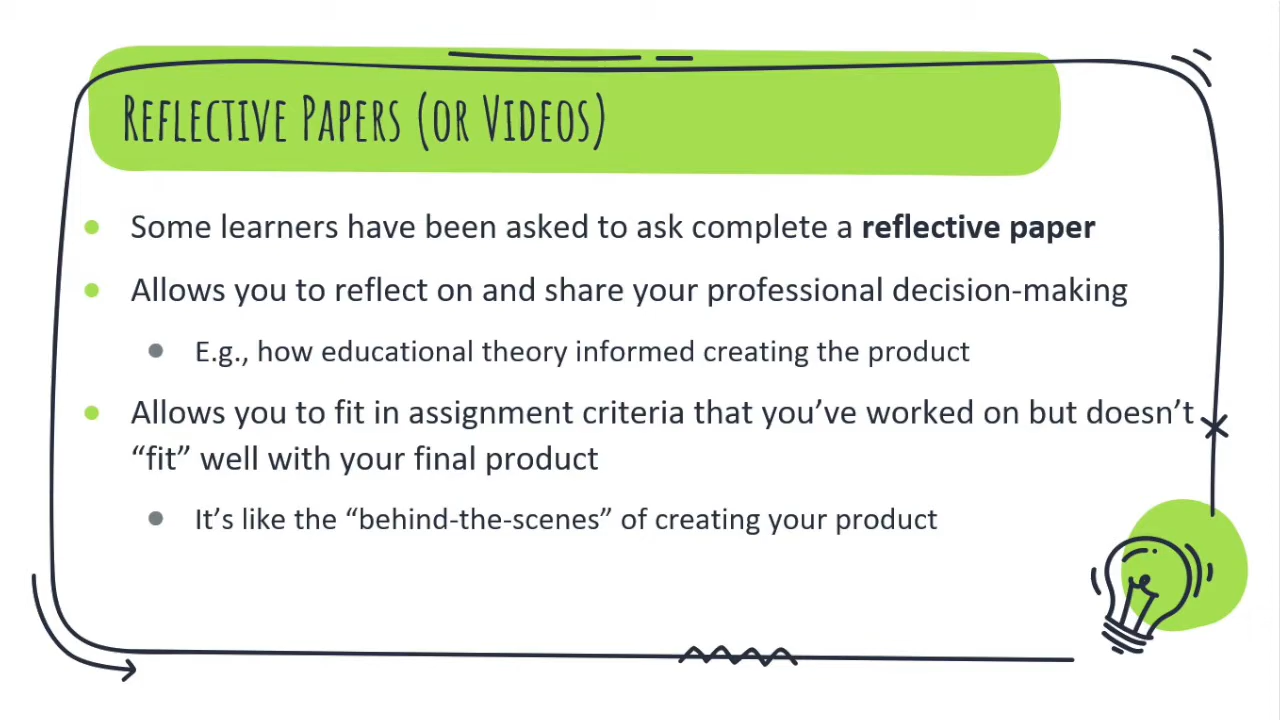 Reflective Papers (or Videos)
Some learners have been asked to ask complete a reflective paper
Allows you to reflect on and share your professional decision-making
E.g., how educational theory informed creating the product
Allows you to fit in assignment criteria that you’ve worked on but doesn’t
“fit” well with your final product
It’s like the “behind-the-scenes” of creating your product